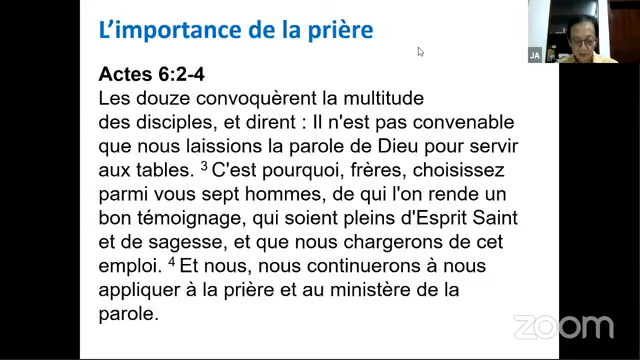 L'importance de la prière
JA
Actes 6:2-4
Les douze convoquèrent la multitude
des disciples, et dirent : Il n'est pas convenable
que nous laissions la parole de Dieu pour servir
aux tables. ³ C'est pourquoi, frères, choisissez
parmi vous sept hommes, de qui l'on rende un
bon témoignage, qui soient pleins d'Esprit Saint
et de sagesse, et que nous chargerons de cet
emploi. ⁴ Et nous, nous continuerons à nous
appliquer à la prière et au ministère de la
parole.
zoom